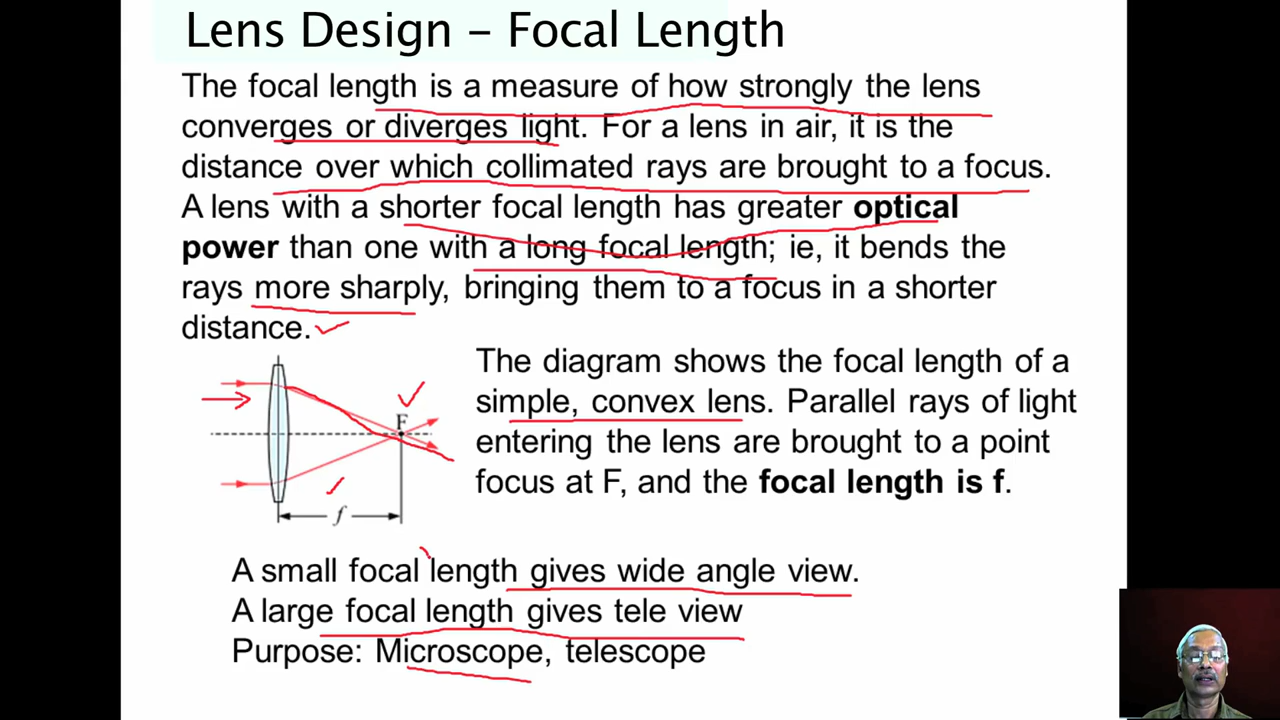 Lens Design – Focal Length
The focal length is a measure of how strongly the lens
converges or diverges light. For a lens in air, it is the
distance over which collimated rays are brought to a focus.
A lens with a shorter focal length has greater optical
power than one with a long focal length; ie, it bends the
rays more sharply, bringing them to a focus in a shorter
distance.
The diagram shows the focal length of a
simple, convex lens. Parallel rays of light
entering the lens are brought to a point
focus at F, and the focal length is f.
F
f
A small focal length gives wide angle view.
A large focal length gives tele view
Purpose: Microscope, telescope